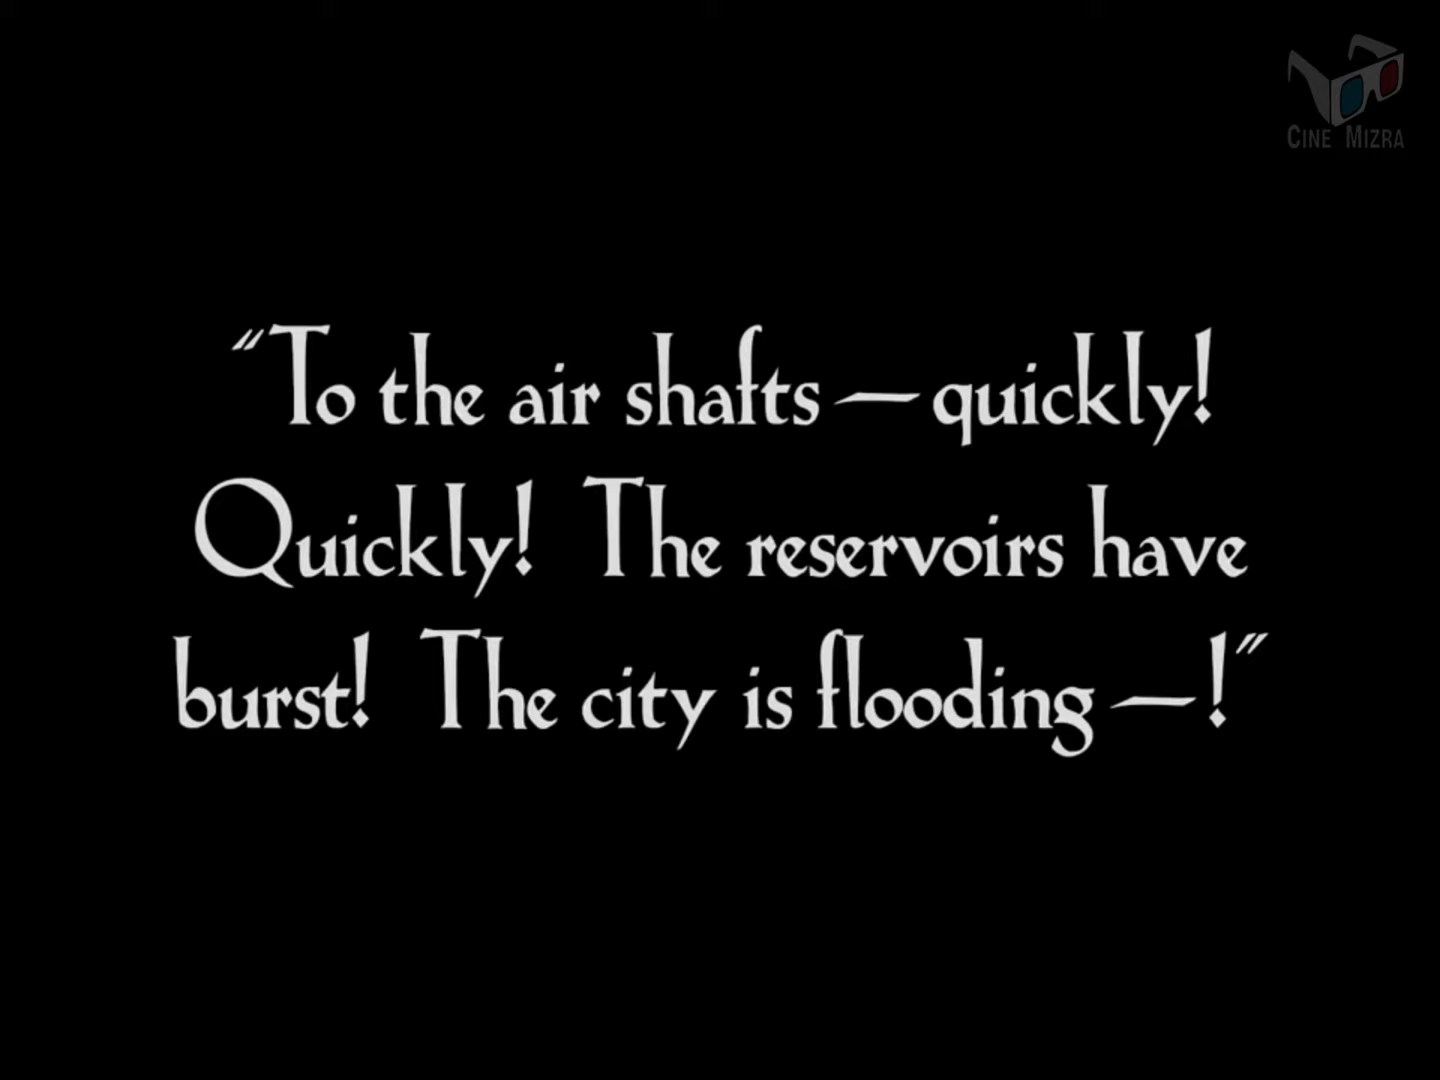 CINE MIZRA
"To the air shafts — quickly!
Quickly! The reservoirs have
burst! The city is flooding — !"